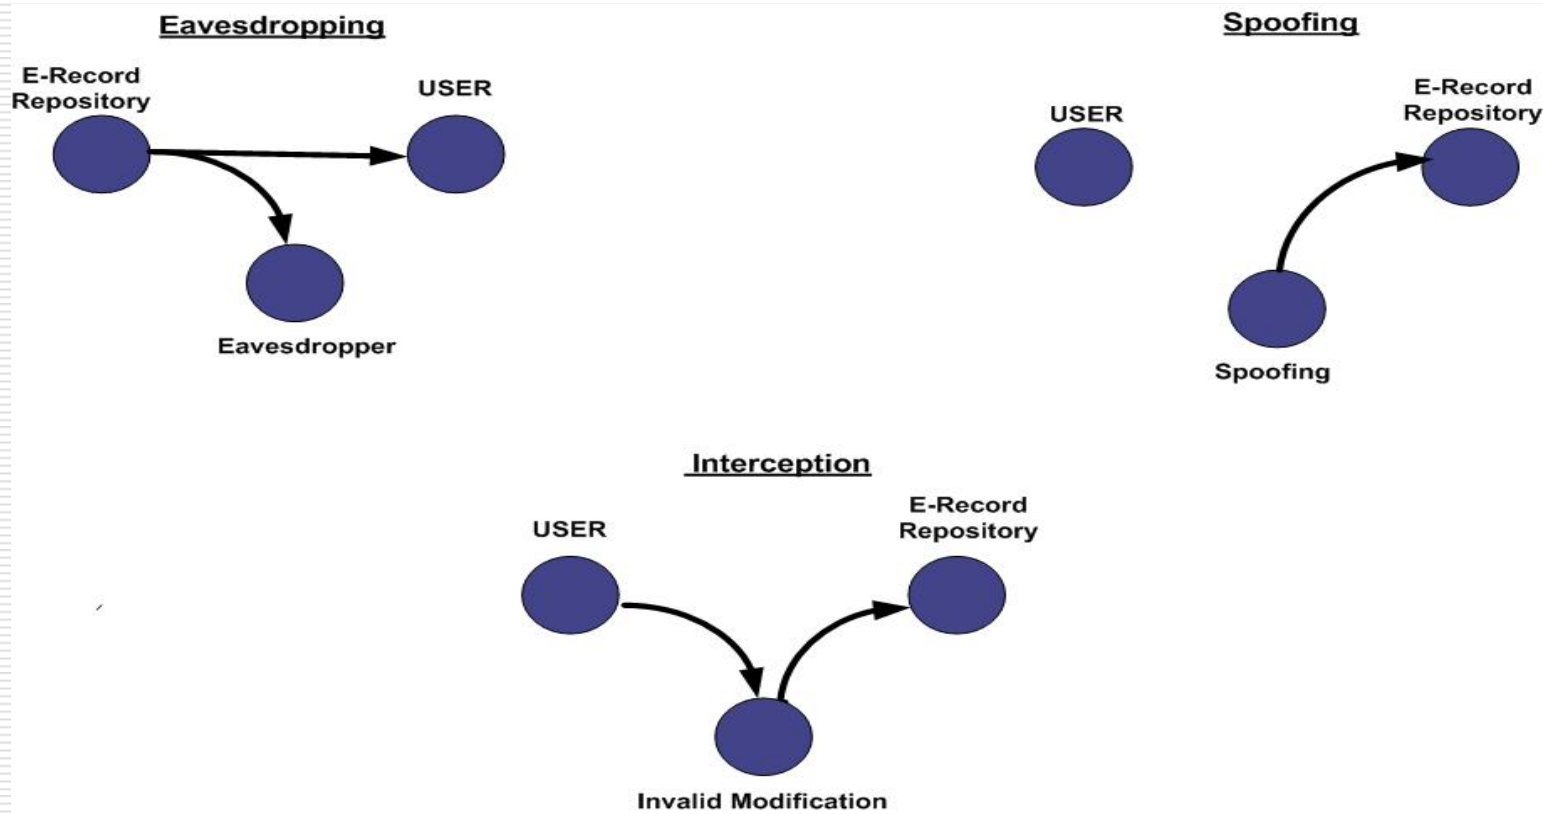 Eavesdropping
E-Record
Repository
USER
Eavesdropper
Spoofing
USER
E-Record
Repository
Spoofing
Interception
USER
E-Record
Repository
Invalid Modification